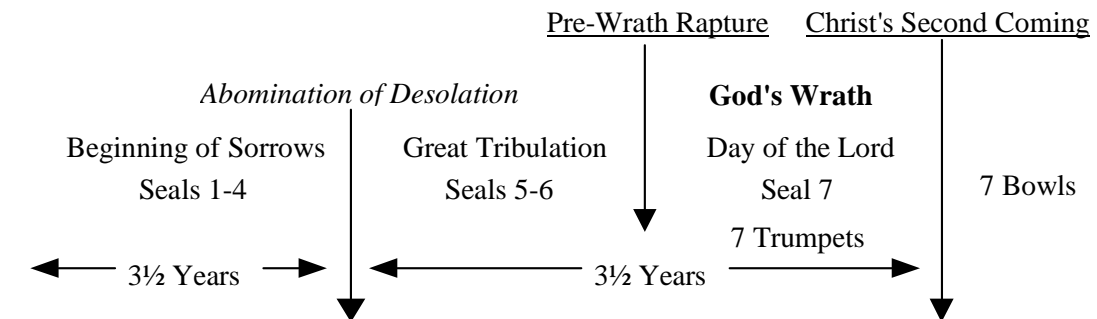 Pre-Wrath Rapture Christ's Second Coming
Abomination of Desolation God's Wrath
Beginning of Sorrows Great Tribulation Day of the Lord
Seals 1-4 Seals 5-6 Seal 7 7 Bowls
7 Trumpets
3½ Years 3½ Years